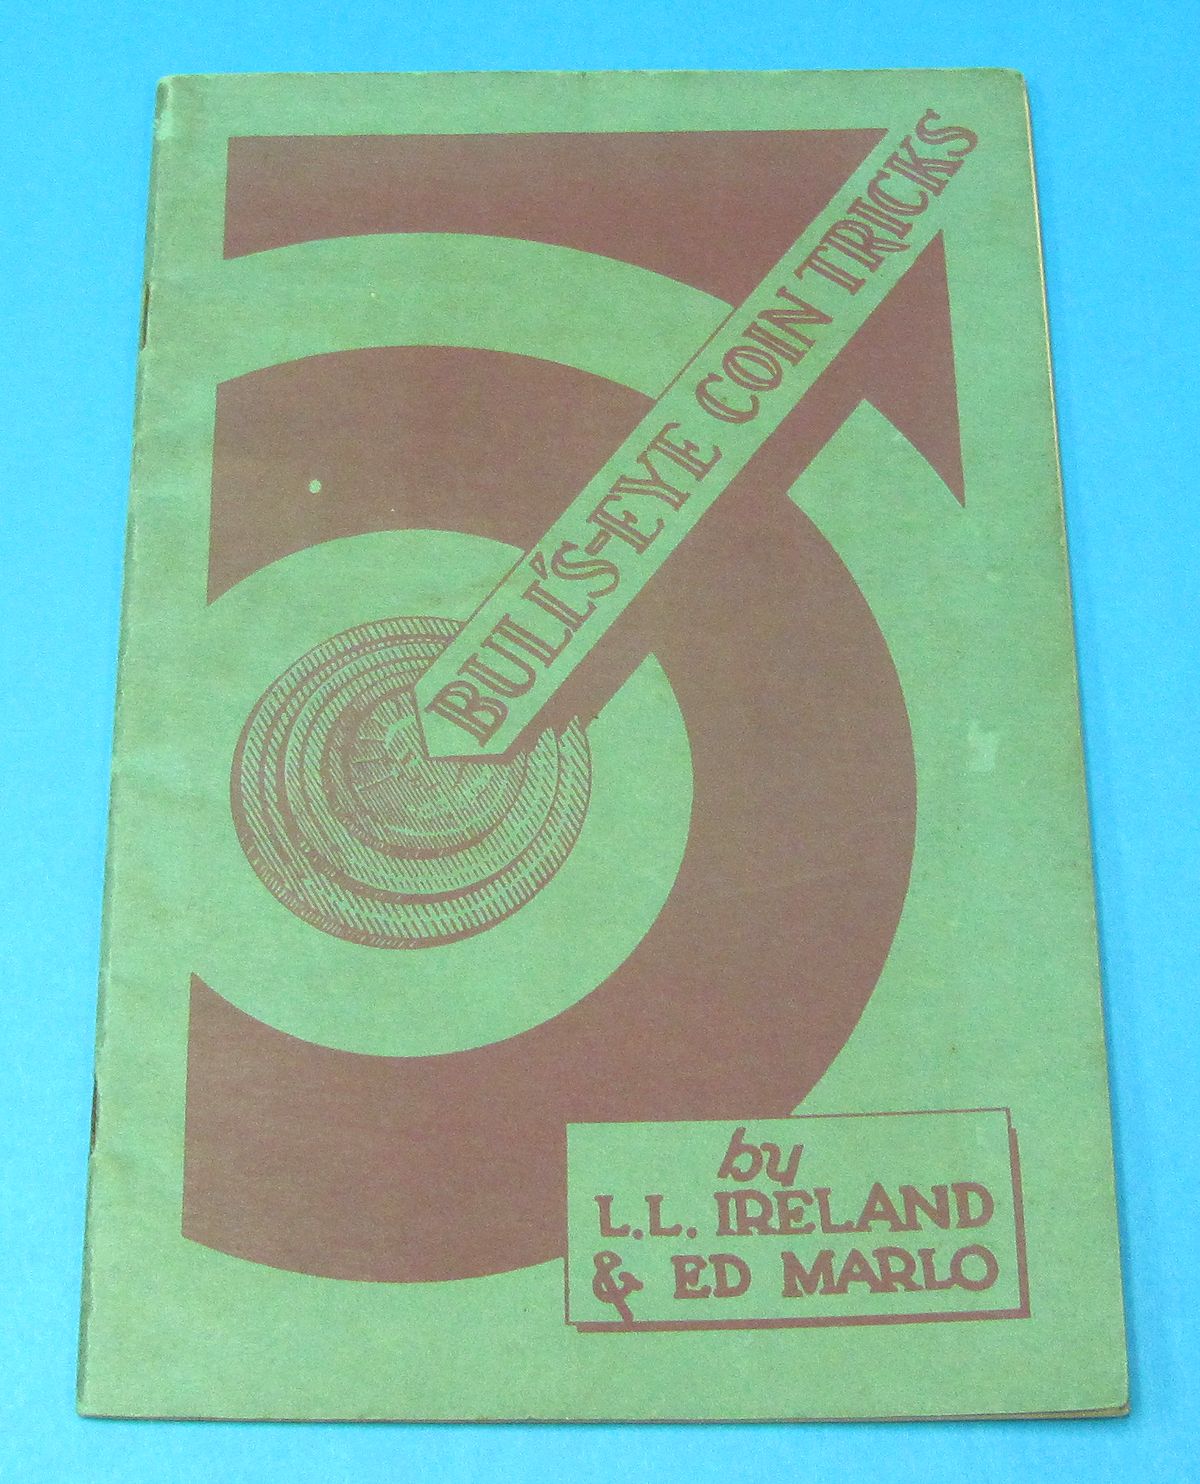 BULL'S-EYE COIN TRICKS
by
L.L. IRELAND
& ED MARLO